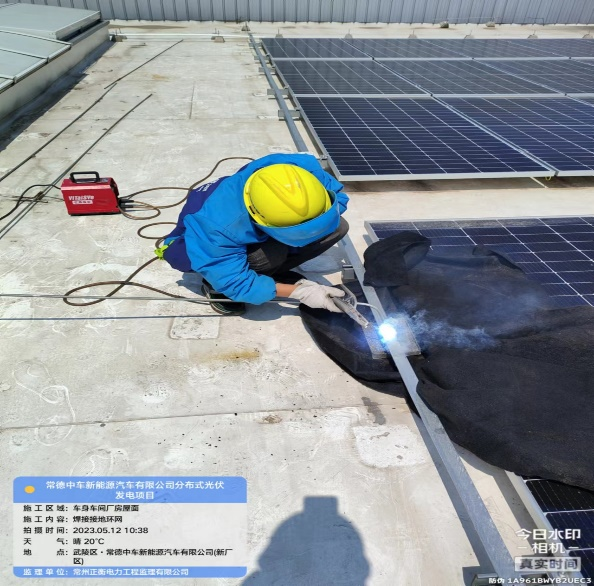 常德中车新能源汽车有限公司分布式光伏
发电项目
施工区域：车身车间厂房屋面
施工内容：焊接接地环网
拍摄时间：2023.05.12 10:38
天气：晴 20℃
地点：武陵区·常德中车新能源汽车有限公司(新厂
区)
监理单位：常州正衡电力工程监理有限公司
今日水印
相机
真实时间
防伪 1A961BWYB2UEC3